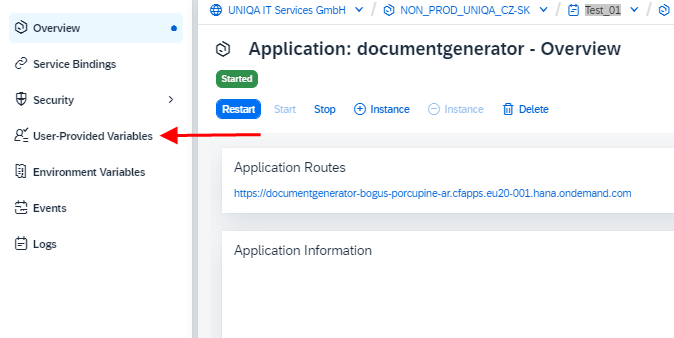 UNIQA IT Services GmbH / NON_PROD_UNIQA_CZ-SK / Test_01 /
Overview
Application: documentgenerator - Overview
Service Bindings
Started
Security
Restart Start Stop Instance Instance Delete
User-Provided Variables
Application Routes
Environment Variables
https://documentgenerator-bogus-porcupine-ar.cfapps.eu20-001.hana.ondemand.com
Events
Logs
Application Information